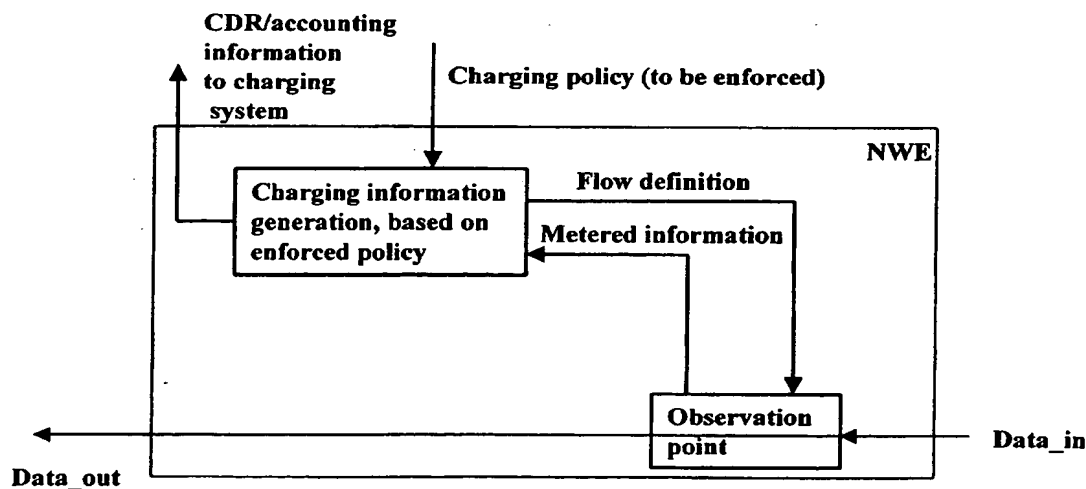 CDR/accounting
information
to charging
system
Charging policy (to be enforced)
NWE
Charging information
generation, based on
enforced policy
Flow definition
Metered information
Observation
point
Data_in
Data_out